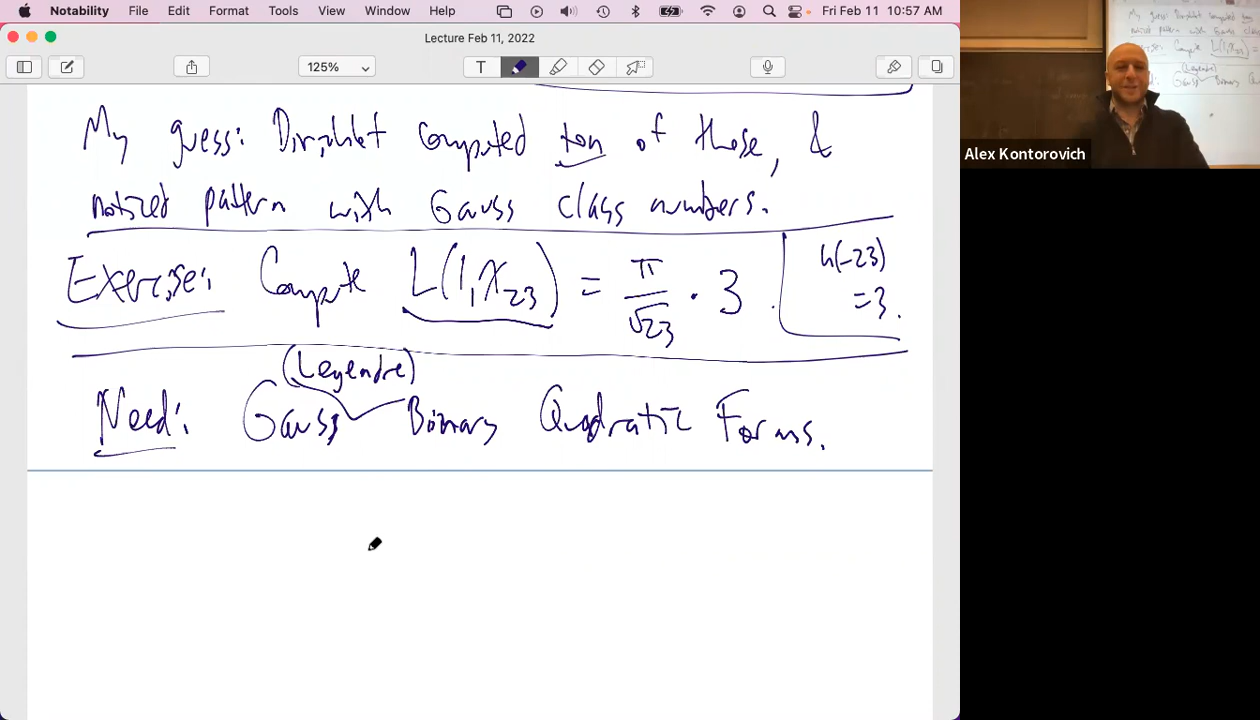 Notability File Edit Format Tools View Window Help Fri Feb 11 10:57 AM
Lecture Feb 11, 2022
125% T
My guess: Dirichlet computed ton of these, &
noticed pattern with Gauss class numbers.
Exercise: Compute L(1,χ_23) = π/√23 · 3. h(-23) = 3.
(Legendre)
Need: Gauss Binary Quadratic Forms.
Alex Kontorovich